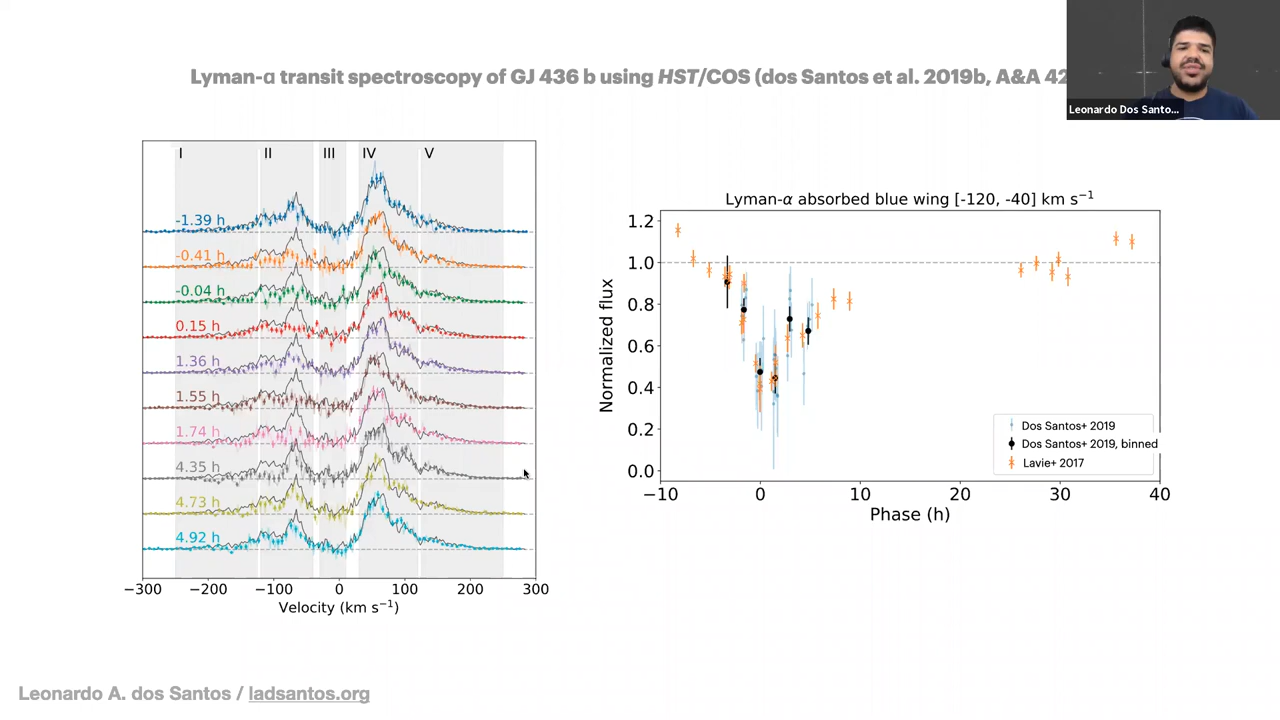 Lyman-α transit spectroscopy of GJ 436 b using HST/COS (dos Santos et al. 2019b, A&A 42
Leonardo Dos Santo...
I II III IV V
-1.39 h
-0.41 h
-0.04 h
0.15 h
1.36 h
1.55 h
1.74 h
4.35 h
4.73 h
4.92 h
−300 −200 −100 0 100 200 300
Velocity (km s⁻¹)
Lyman-α absorbed blue wing [-120, -40] km s⁻¹
Normalized flux
1.2
1.0
0.8
0.6
0.4
0.2
0.0
Dos Santos+ 2019
Dos Santos+ 2019, binned
Lavie+ 2017
−10 0 10 20 30 40
Phase (h)
Leonardo A. dos Santos / ladsantos.org